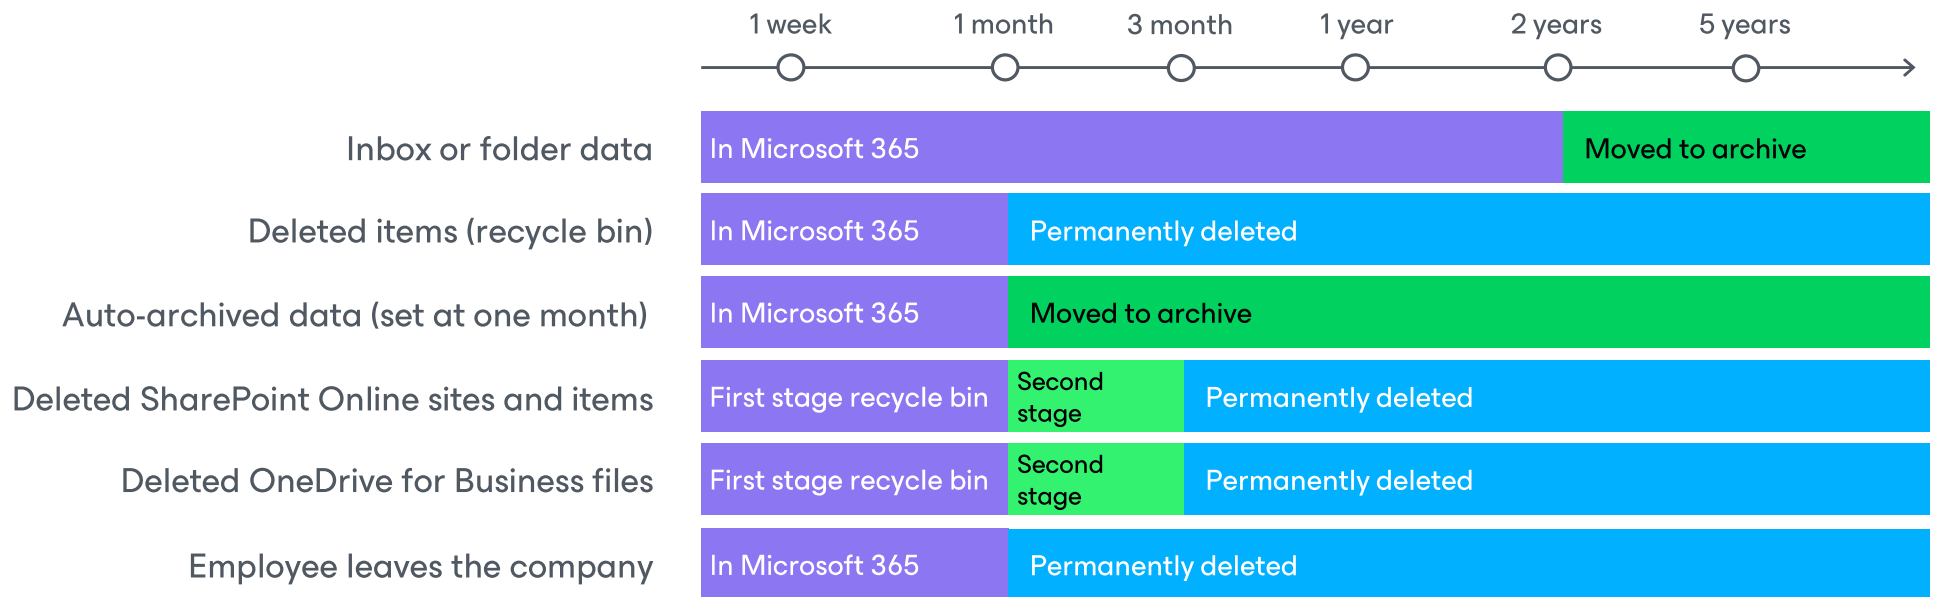 1 week 1 month 3 month 1 year 2 years 5 years
Inbox or folder data In Microsoft 365 Moved to archive
Deleted items (recycle bin) In Microsoft 365 Permanently deleted
Auto-archived data (set at one month) In Microsoft 365 Moved to archive
Deleted SharePoint Online sites and items First stage recycle bin Second
stage Permanently deleted
Deleted OneDrive for Business files First stage recycle bin Second
stage Permanently deleted
Employee leaves the company In Microsoft 365 Permanently deleted